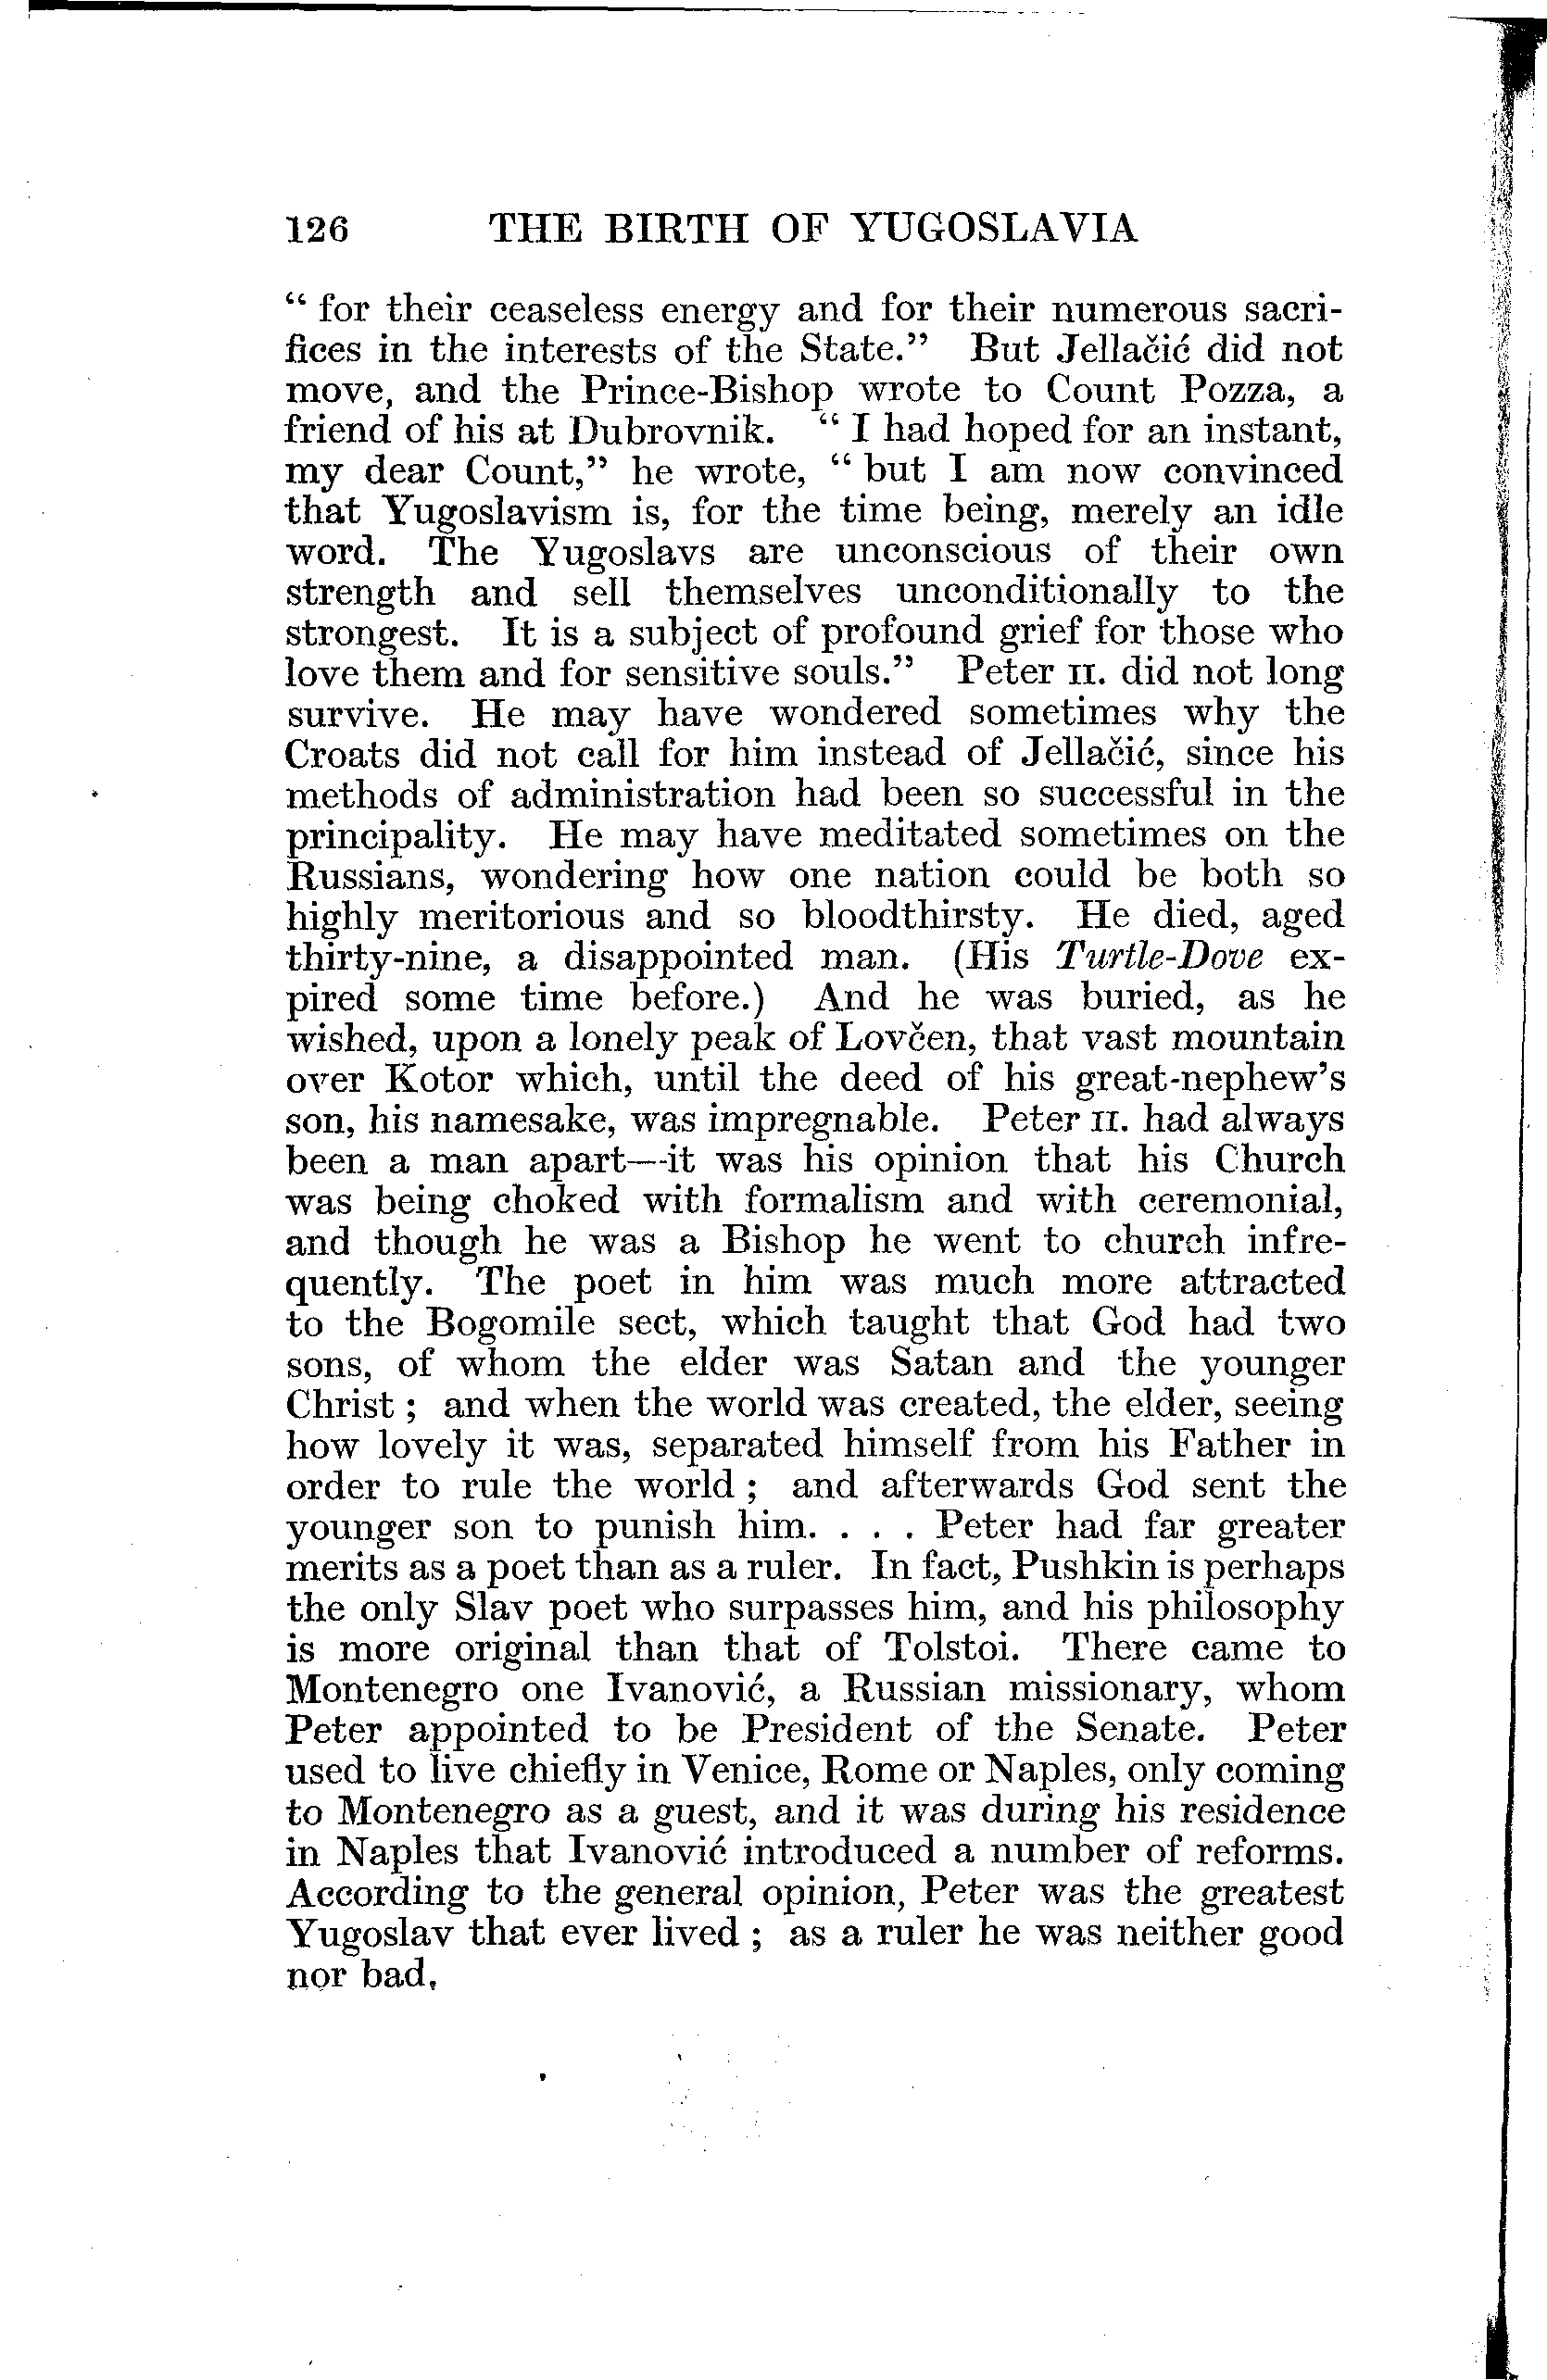 126 THE BIRTH OF YUGOSLAVIA
“ for their ceaseless energy and for their numerous sacri-
fices in the interests of the State.” But Jellačić did not
move, and the Prince-Bishop wrote to Count Pozza, a
friend of his at Dubrovnik. “ I had hoped for an instant,
my dear Count,” he wrote, “ but I am now convinced
that Yugoslavism is, for the time being, merely an idle
word. The Yugoslavs are unconscious of their own
strength and sell themselves unconditionally to the
strongest. It is a subject of profound grief for those who
love them and for sensitive souls.” Peter II. did not long
survive. He may have wondered sometimes why the
Croats did not call for him instead of Jellačić, since his
methods of administration had been so successful in the
principality. He may have meditated sometimes on the
Russians, wondering how one nation could be both so
highly meritorious and so bloodthirsty. He died, aged
thirty-nine, a disappointed man. (His Turtle-Dove ex-
pired some time before.) And he was buried, as he
wished, upon a lonely peak of Lovčen, that vast mountain
over Kotor which, until the deed of his great-nephew’s
son, his namesake, was impregnable. Peter II. had always
been a man apart—it was his opinion that his Church
was being choked with formalism and with ceremonial,
and though he was a Bishop he went to church infre-
quently. The poet in him was much more attracted
to the Bogomile sect, which taught that God had two
sons, of whom the elder was Satan and the younger
Christ ; and when the world was created, the elder, seeing
how lovely it was, separated himself from his Father in
order to rule the world ; and afterwards God sent the
younger son to punish him. . . . Peter had far greater
merits as a poet than as a ruler. In fact, Pushkin is perhaps
the only Slav poet who surpasses him, and his philosophy
is more original than that of Tolstoi. There came to
Montenegro one Ivanović, a Russian missionary, whom
Peter appointed to be President of the Senate. Peter
used to live chiefly in Venice, Rome or Naples, only coming
to Montenegro as a guest, and it was during his residence
in Naples that Ivanović introduced a number of reforms.
According to the general opinion, Peter was the greatest
Yugoslav that ever lived ; as a ruler he was neither good
nor bad.